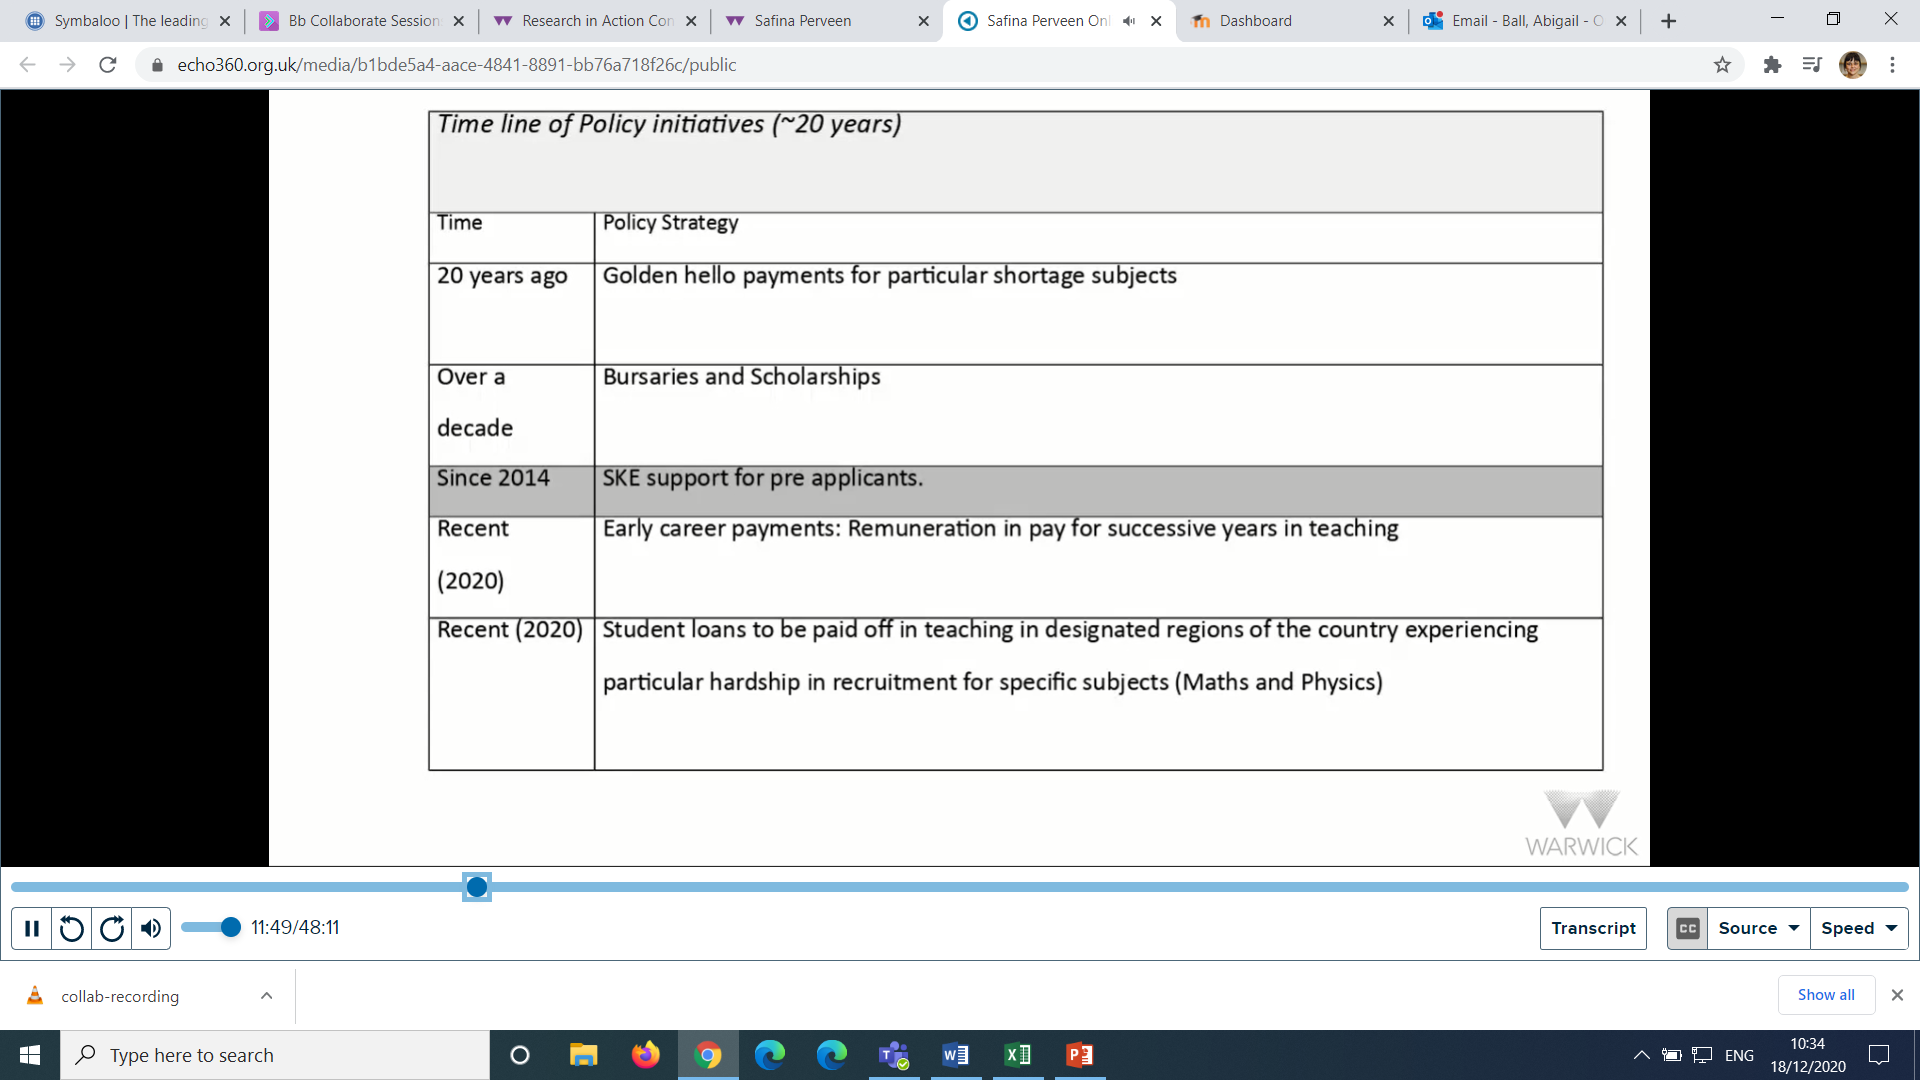 Symbaloo | The leading
Bb Collaborate Session
Research in Action Con
Safina Perveen
Safina Perveen Onl
Dashboard
Email - Ball, Abigail - O
echo360.org.uk/media/b1bde5a4-aace-4841-8891-bb76a718f26c/public
Time line of Policy initiatives (~20 years)
Time
Policy Strategy
20 years ago
Golden hello payments for particular shortage subjects
Over a
decade
Bursaries and Scholarships
Since 2014
SKE support for pre applicants.
Recent
(2020)
Early career payments: Remuneration in pay for successive years in teaching
Recent (2020)
Student loans to be paid off in teaching in designated regions of the country experiencing
particular hardship in recruitment for specific subjects (Maths and Physics)
WARWICK
11:49/48:11
Transcript
CC
Source
Speed
collab-recording
Show all
Type here to search
ENG
10:34
18/12/2020